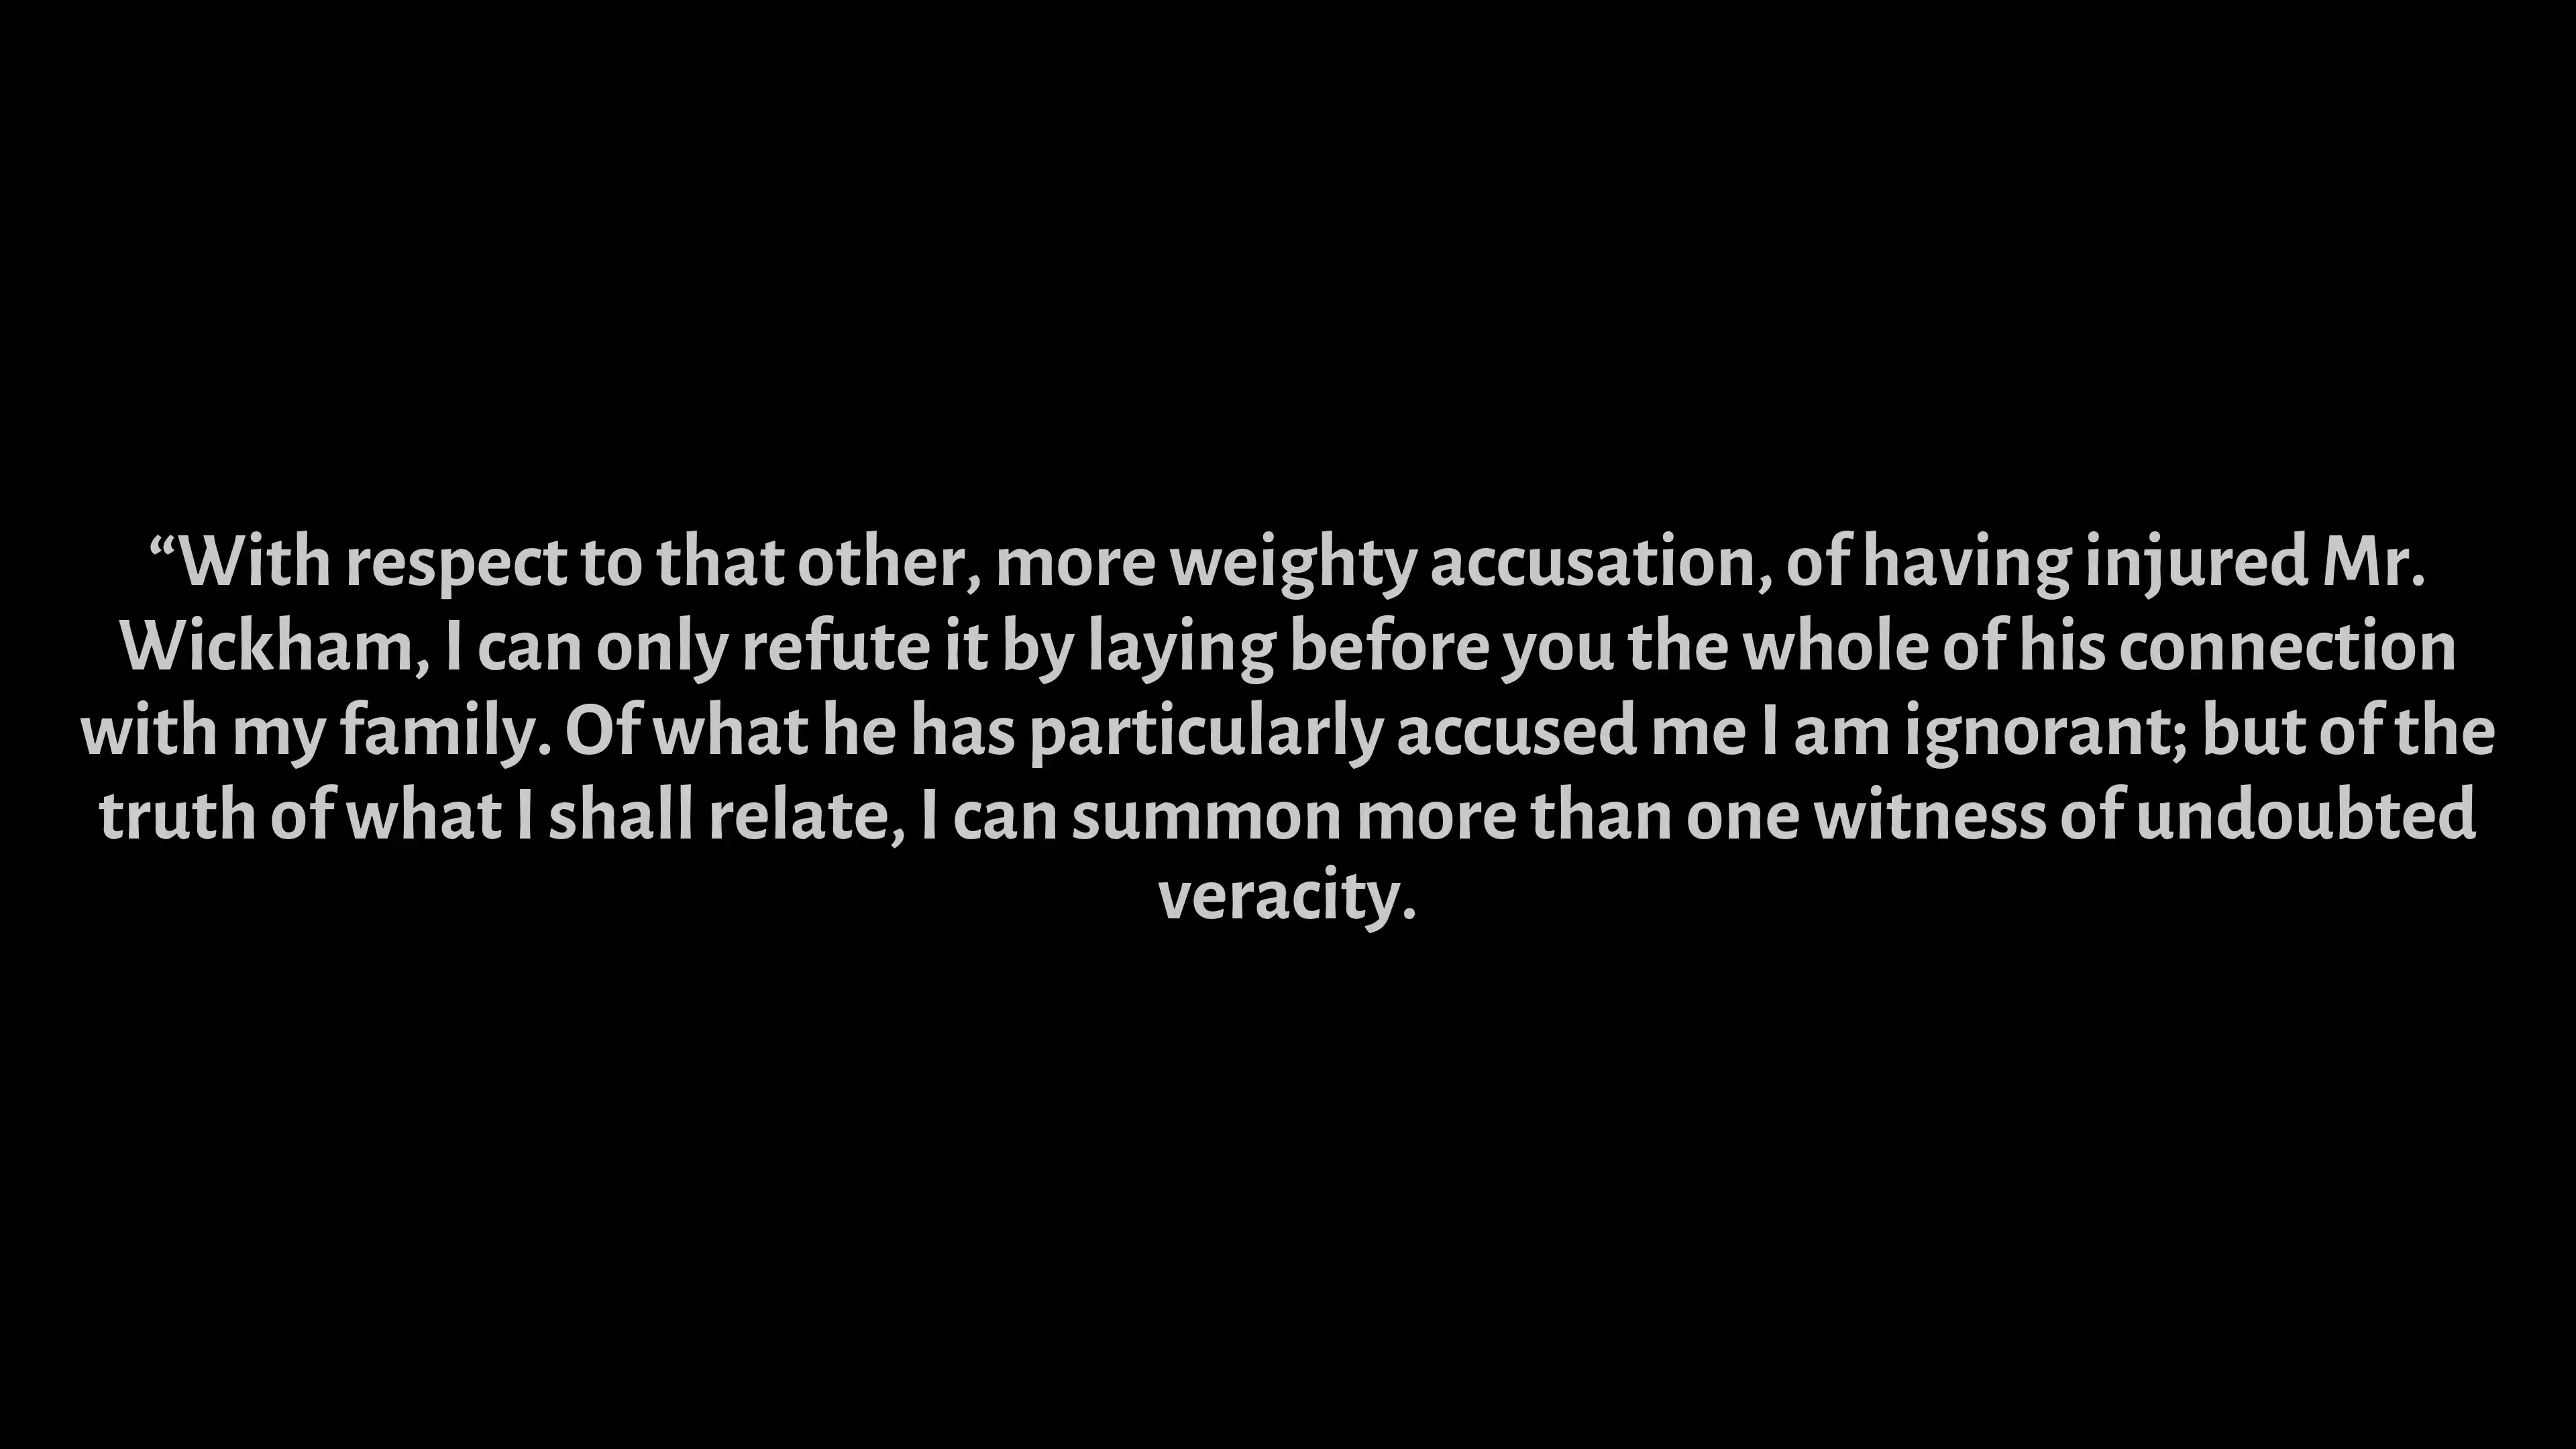 “With respect to that other, more weighty accusation, of having injured Mr.
Wickham, I can only refute it by laying before you the whole of his connection
with my family. Of what he has particularly accused me I am ignorant; but of the
truth of what I shall relate, I can summon more than one witness of undoubted
veracity.